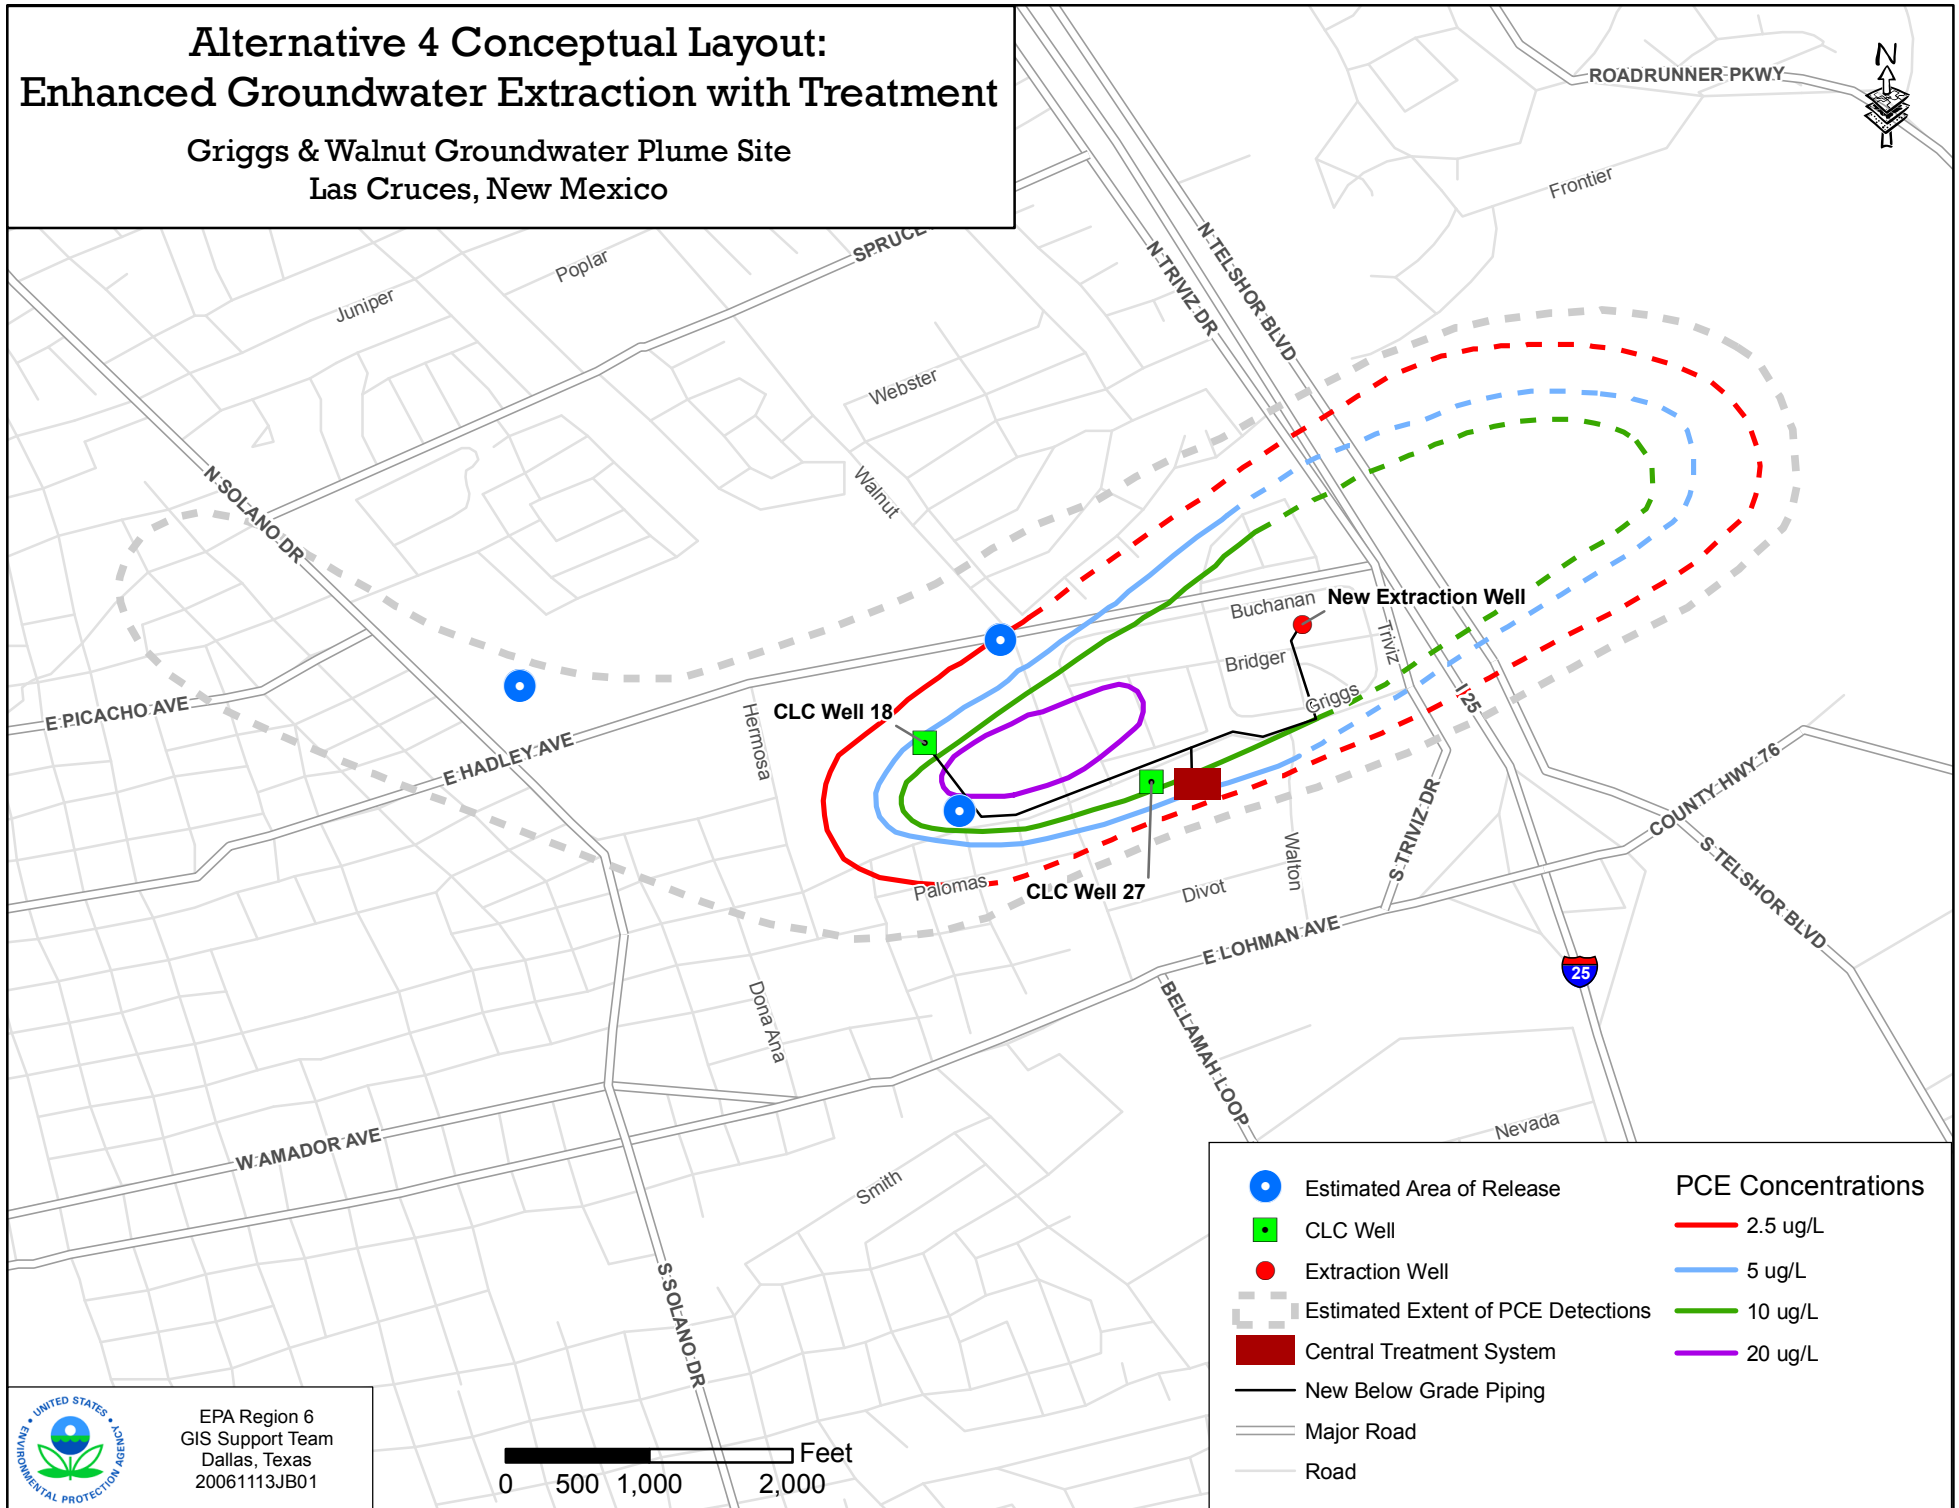 Alternative 4 Conceptual Layout:
Enhanced Groundwater Extraction with Treatment
Griggs & Walnut Groundwater Plume Site
Las Cruces, New Mexico
N
ROADRUNNER PKWY
Frontier
SPRUCE
Poplar
Juniper
N TELSHOR BLVD
N TRIVIZ DR
Webster
Walnut
N SOLANO DR
Buchanan
New Extraction Well
Triviz
Bridger
Griggs
I 25
E PICACHO AVE
CLC Well 18
Hermosa
E HADLEY AVE
COUNTY HWY 76
S TRIVIZ DR
S TELSHOR BLVD
Walton
Palomas
CLC Well 27
Divot
E LOHMAN AVE
25
Dona Ana
BELLAMAH LOOP
Nevada
W AMADOR AVE
Smith
S SOLANO DR
Estimated Area of Release
CLC Well
Extraction Well
Estimated Extent of PCE Detections
Central Treatment System
New Below Grade Piping
Major Road
Road
PCE Concentrations
2.5 ug/L
5 ug/L
10 ug/L
20 ug/L
UNITED STATES
ENVIRONMENTAL PROTECTION AGENCY
EPA Region 6
GIS Support Team
Dallas, Texas
20061113JB01
Feet
0 500 1,000 2,000